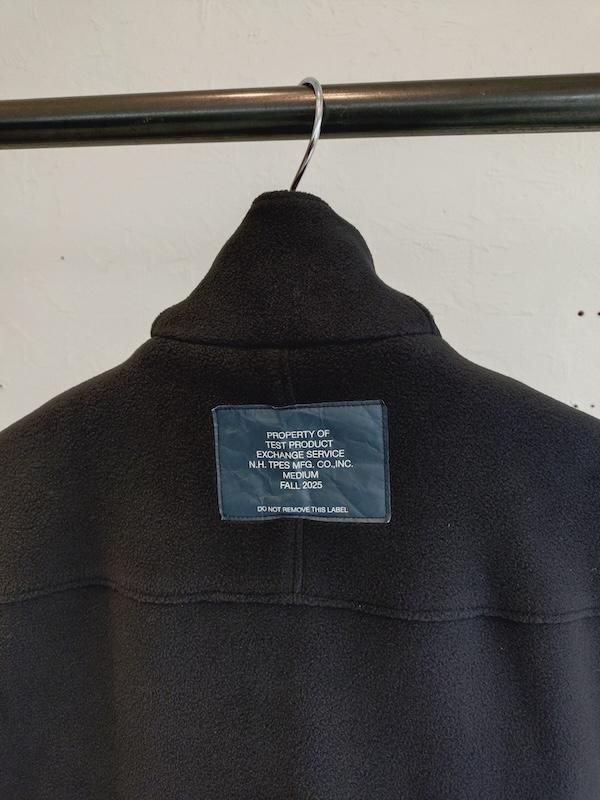 PROPERTY OF
TEST PRODUCT
EXCHANGE SERVICE
N.H. TPES MFG. CO.,INC.
MEDIUM
FALL 2025
DO NOT REMOVE THIS LABEL